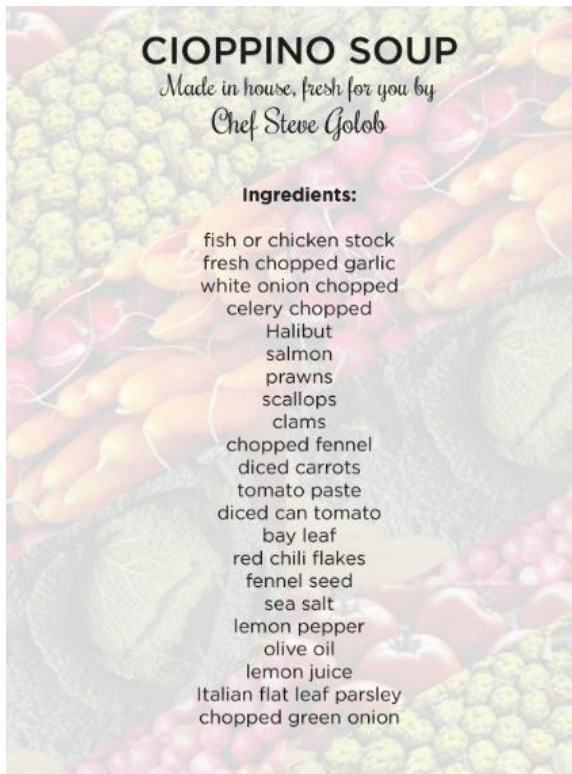 CIOPPINO SOUP
Made in house, fresh for you by
Chef Steve Golob
Ingredients:
fish or chicken stock
fresh chopped garlic
white onion chopped
celery chopped
Halibut
salmon
prawns
scallops
clams
chopped fennel
diced carrots
tomato paste
diced can tomato
bay leaf
red chili flakes
fennel seed
sea salt
lemon pepper
olive oil
lemon juice
Italian flat leaf parsley
chopped green onion